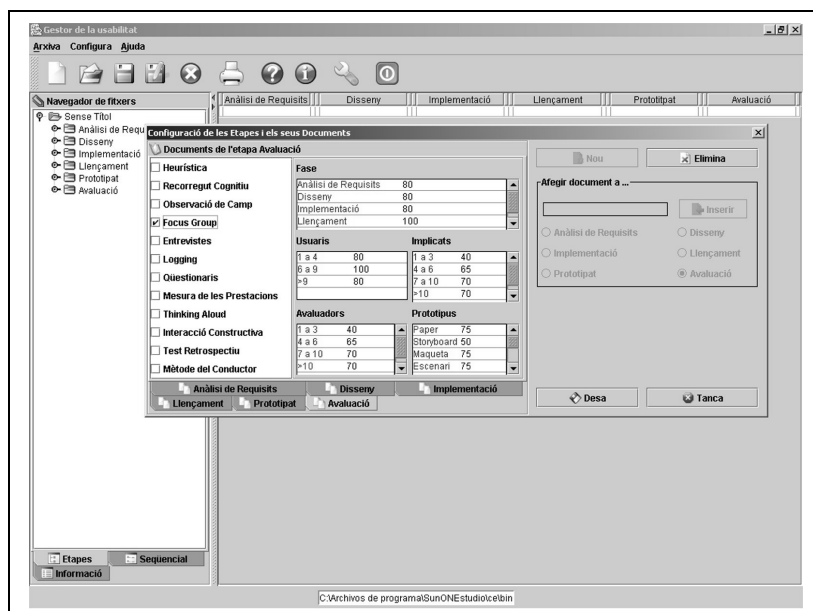 Gestor de la usabilitat
Arxiva Configura Ajuda
Navegador de fitxers
Sense Títol
Anàlisi de Requ
Disseny
Implementació
Llençament
Prototipat
Avaluació
Anàlisi de Requisits Disseny Implementació Llençament Prototitpat Avaluació
Configuració de les Etapes i els seus Documents
Documents de l'etapa Avaluació
Heurística
Recorregut Cognitiu
Observació de Camp
Focus Group
Entrevistes
Logging
Qüestionaris
Mesura de les Prestacions
Thinking Aloud
Interacció Constructiva
Test Retrospectiu
Mètode del Conductor
Fase
Anàlisi de Requisits 80
Disseny 80
Implementació 80
Llençament 100
Usuaris
1 a 4 80
6 a 9 100
>9 80
Implicats
1 a 3 40
4 a 6 65
7 a 10 70
>10 70
Avaluadors
1 a 3 40
4 a 6 65
7 a 10 70
>10 70
Prototipus
Paper 75
Storyboard 50
Maqueta 75
Escenari 75
Anàlisi de Requisits Disseny Implementació
Llençament Prototipat Avaluació
Nou Elimina
Afegir document a ...
Inserir
Anàlisi de Requisits Disseny
Implementació Llençament
Prototipat Avaluació
Desa Tanca
Etapes Seqüencial
Informació
C:\Archivos de programa\SunONEstudio\ce\bin